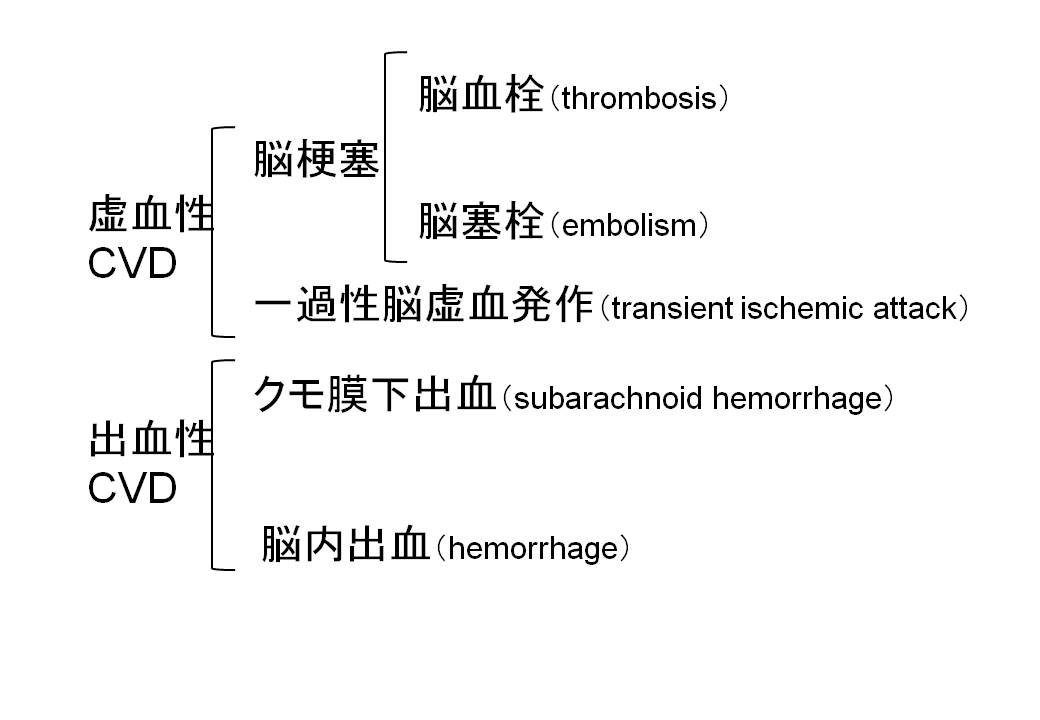 脳血栓（thrombosis）
脳梗塞
脳塞栓（embolism）
虚血性
CVD
一過性脳虚血発作（transient ischemic attack）
クモ膜下出血（subarachnoid hemorrhage）
出血性
CVD
脳内出血（hemorrhage）